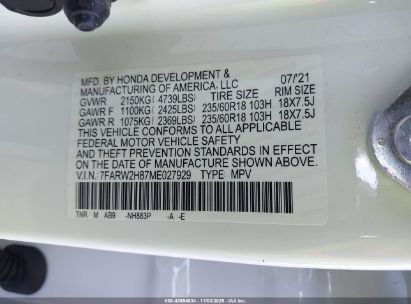 MFD. BY HONDA DEVELOPMENT &
MANUFACTURING OF AMERICA, LLC 07/'21
TIRE SIZE RIM SIZE
GVWR 2150KG( 4739LBS)
GAWR F 1100KG( 2425LBS) 235/60R18 103H 18X7.5J
GAWR R 1075KG( 2369LBS) 235/60R18 103H 18X7.5J
THIS VEHICLE CONFORMS TO ALL APPLICABLE
FEDERAL MOTOR VEHICLE SAFETY STANDARDS IN EFFECT
ON THE DATE OF MANUFACTURE SHOWN ABOVE.
V.I.N.: 7FARW2H87ME027929 TYPE: MPV
TNR M AB9 -NH883P -A -E